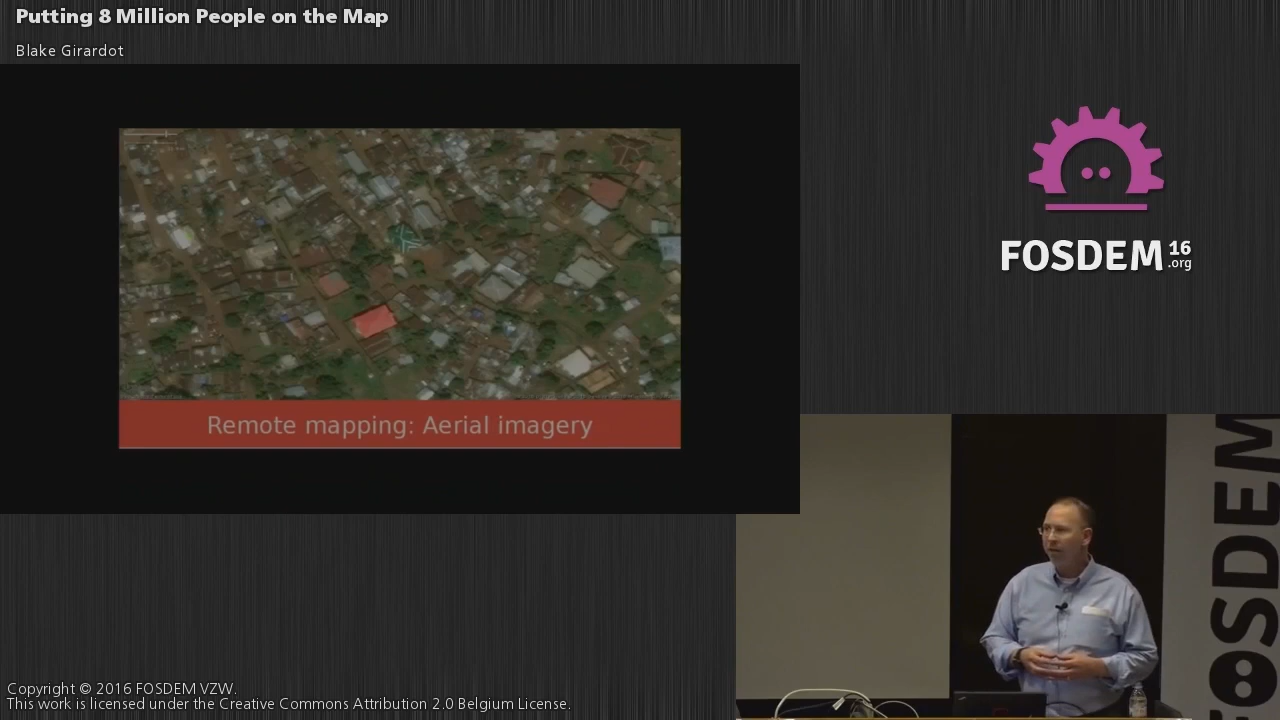 Putting 8 Million People on the Map
Blake Girardot
Remote mapping: Aerial imagery
FOSDEM 16
.org
FOSDEM
Copyright © 2016 FOSDEM VZW.
This work is licensed under the Creative Commons Attribution 2.0 Belgium License.